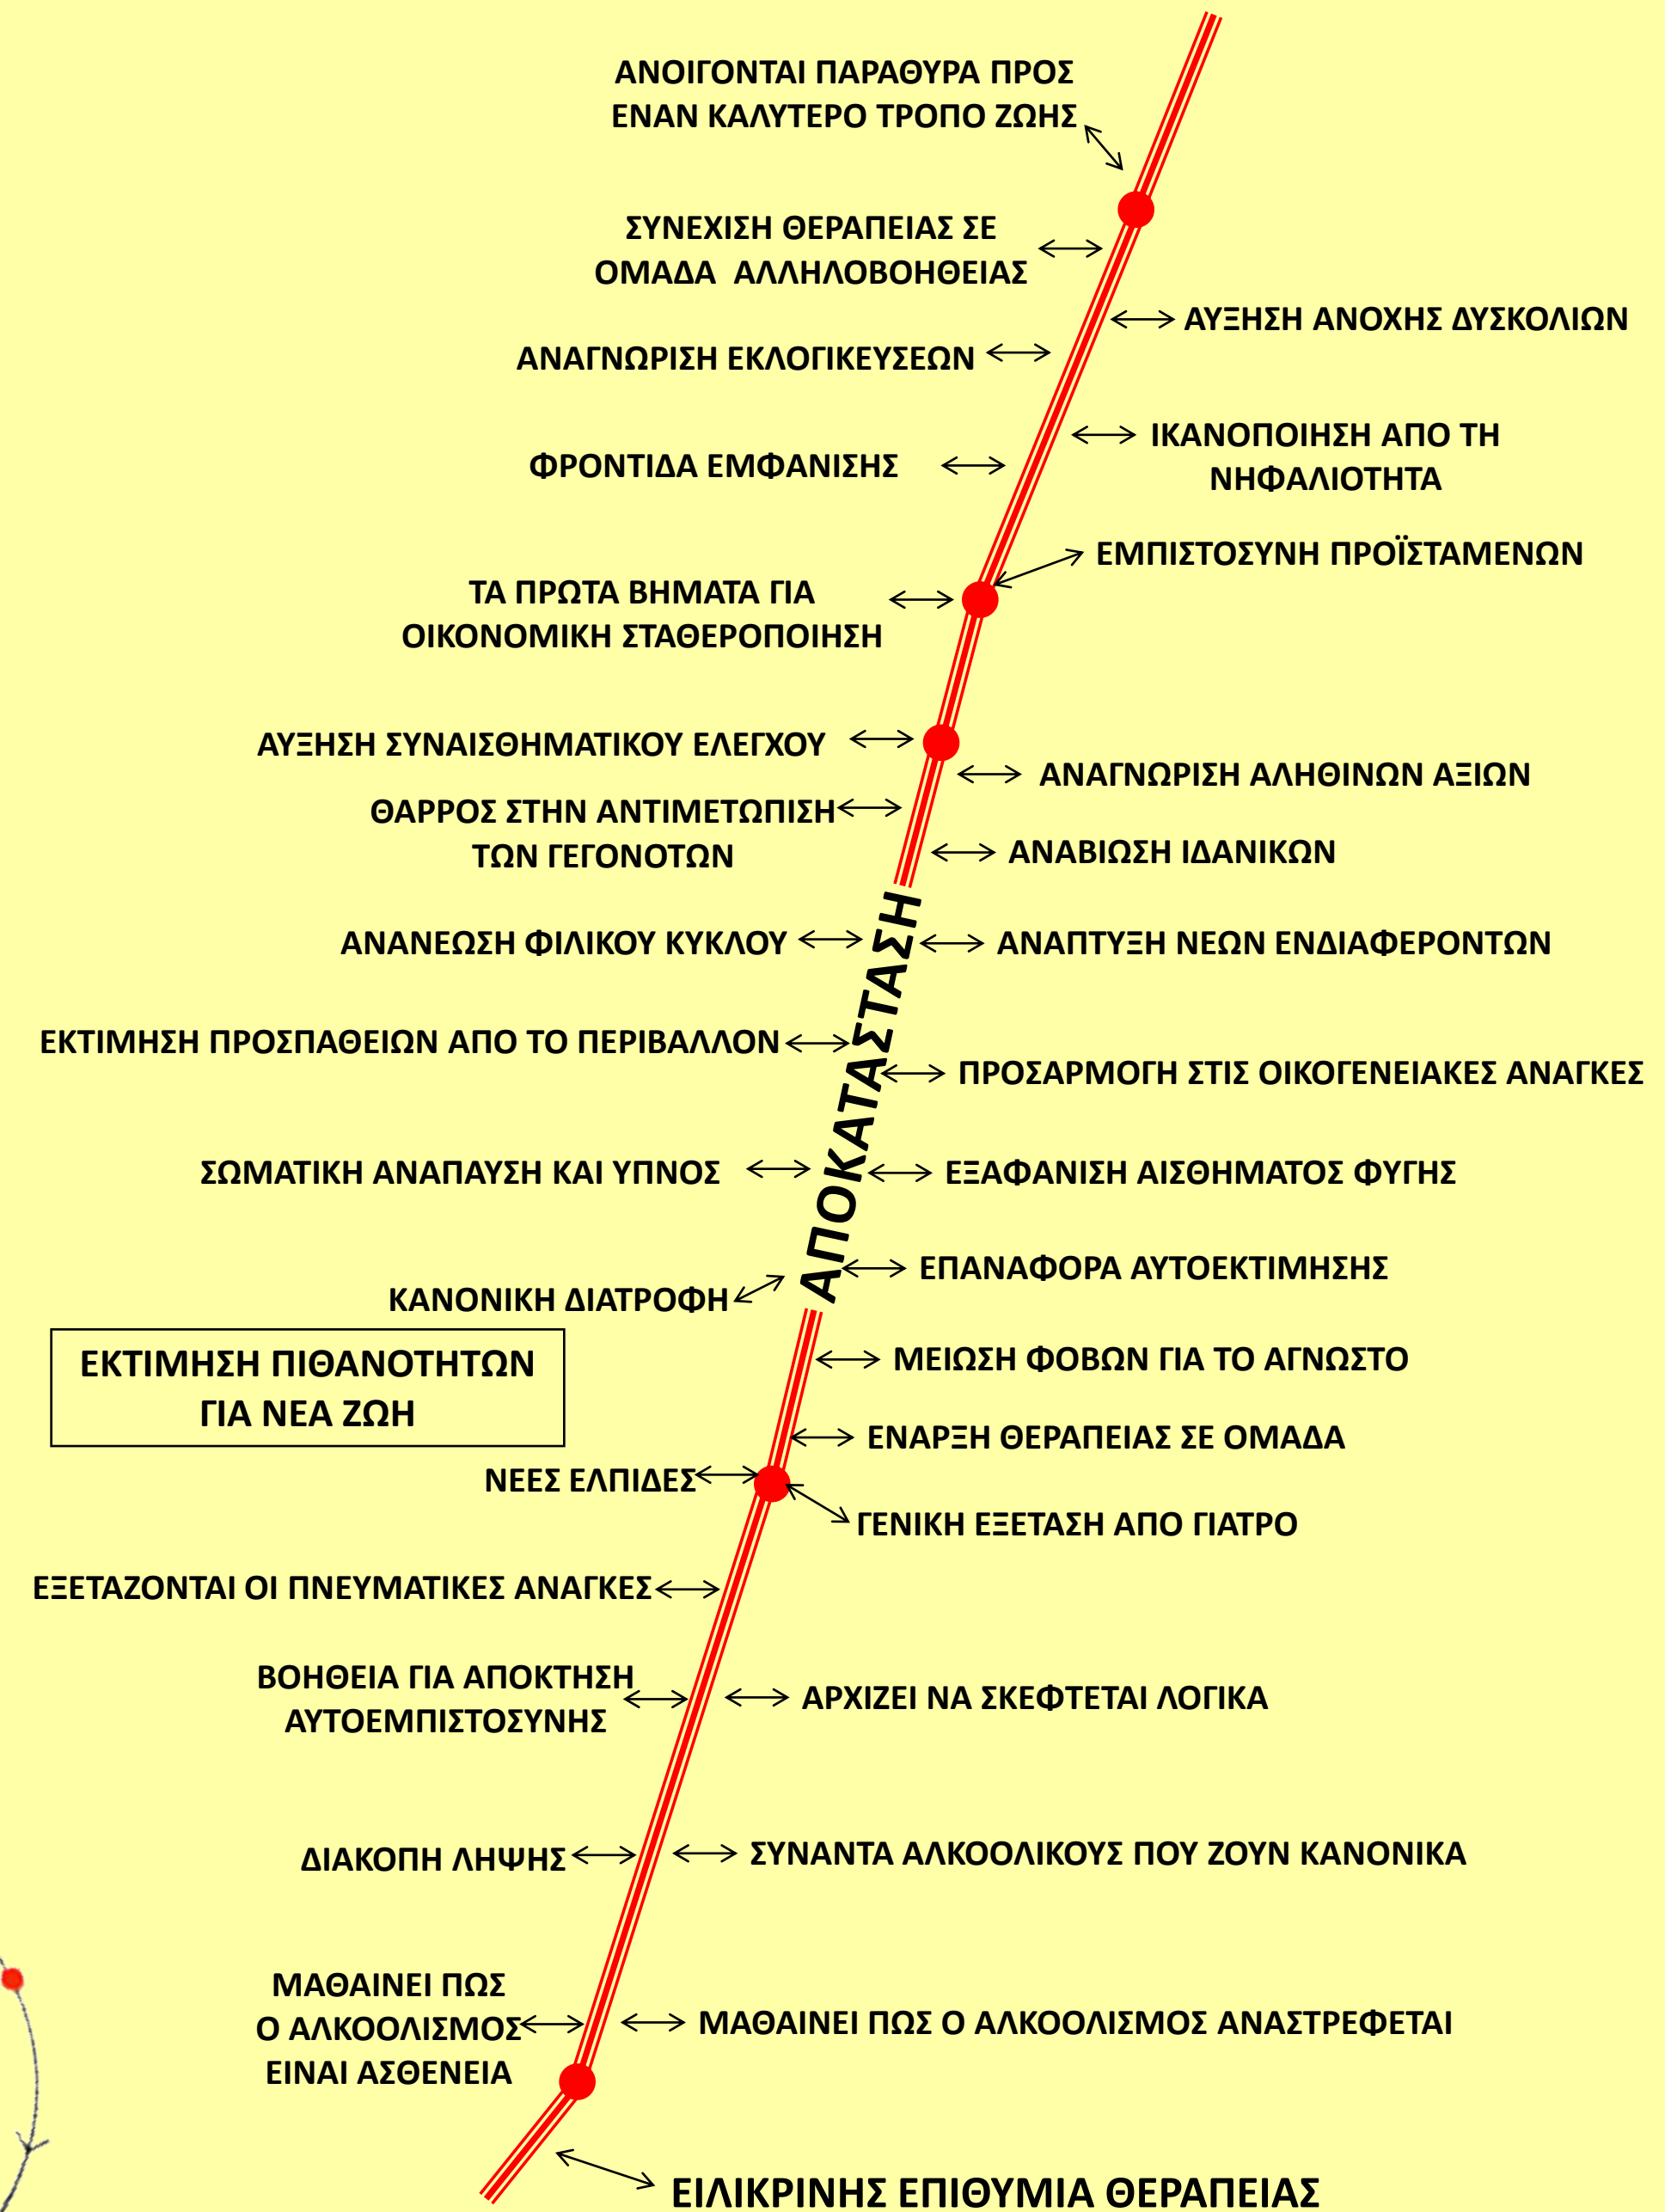 ΑΝΟΙΓΟΝΤΑΙ ΠΑΡΑΘΥΡΑ ΠΡΟΣ
ΕΝΑΝ ΚΑΛΥΤΕΡΟ ΤΡΟΠΟ ΖΩΗΣ
ΣΥΝΕΧΙΣΗ ΘΕΡΑΠΕΙΑΣ ΣΕ
ΟΜΑΔΑ ΑΛΛΗΛΟΒΟΗΘΕΙΑΣ
ΑΥΞΗΣΗ ΑΝΟΧΗΣ ΔΥΣΚΟΛΙΩΝ
ΑΝΑΓΝΩΡΙΣΗ ΕΚΛΟΓΙΚΕΥΣΕΩΝ
ΙΚΑΝΟΠΟΙΗΣΗ ΑΠΟ ΤΗ
ΝΗΦΑΛΙΟΤΗΤΑ
ΦΡΟΝΤΙΔΑ ΕΜΦΑΝΙΣΗΣ
ΕΜΠΙΣΤΟΣΥΝΗ ΠΡΟΪΣΤΑΜΕΝΩΝ
ΤΑ ΠΡΩΤΑ ΒΗΜΑΤΑ ΓΙΑ
ΟΙΚΟΝΟΜΙΚΗ ΣΤΑΘΕΡΟΠΟΙΗΣΗ
ΑΥΞΗΣΗ ΣΥΝΑΙΣΘΗΜΑΤΙΚΟΥ ΕΛΕΓΧΟΥ
ΑΝΑΓΝΩΡΙΣΗ ΑΛΗΘΙΝΩΝ ΑΞΙΩΝ
ΘΑΡΡΟΣ ΣΤΗΝ ΑΝΤΙΜΕΤΩΠΙΣΗ
ΤΩΝ ΓΕΓΟΝΟΤΩΝ
ΑΝΑΒΙΩΣΗ ΙΔΑΝΙΚΩΝ
ΑΝΑΝΕΩΣΗ ΦΙΛΙΚΟΥ ΚΥΚΛΟΥ
ΑΝΑΠΤΥΞΗ ΝΕΩΝ ΕΝΔΙΑΦΕΡΟΝΤΩΝ
ΑΠΟΚΑΤΑΣΤΑΣΗ
ΕΚΤΙΜΗΣΗ ΠΡΟΣΠΑΘΕΙΩΝ ΑΠΟ ΤΟ ΠΕΡΙΒΑΛΛΟΝ
ΠΡΟΣΑΡΜΟΓΗ ΣΤΙΣ ΟΙΚΟΓΕΝΕΙΑΚΕΣ ΑΝΑΓΚΕΣ
ΣΩΜΑΤΙΚΗ ΑΝΑΠΑΥΣΗ ΚΑΙ ΥΠΝΟΣ
ΕΞΑΦΑΝΙΣΗ ΑΙΣΘΗΜΑΤΟΣ ΦΥΓΗΣ
ΕΠΑΝΑΦΟΡΑ ΑΥΤΟΕΚΤΙΜΗΣΗΣ
ΚΑΝΟΝΙΚΗ ΔΙΑΤΡΟΦΗ
ΕΚΤΙΜΗΣΗ ΠΙΘΑΝΟΤΗΤΩΝ
ΓΙΑ ΝΕΑ ΖΩΗ
ΜΕΙΩΣΗ ΦΟΒΩΝ ΓΙΑ ΤΟ ΑΓΝΩΣΤΟ
ΕΝΑΡΞΗ ΘΕΡΑΠΕΙΑΣ ΣΕ ΟΜΑΔΑ
ΝΕΕΣ ΕΛΠΙΔΕΣ
ΓΕΝΙΚΗ ΕΞΕΤΑΣΗ ΑΠΟ ΓΙΑΤΡΟ
ΕΞΕΤΑΖΟΝΤΑΙ ΟΙ ΠΝΕΥΜΑΤΙΚΕΣ ΑΝΑΓΚΕΣ
ΒΟΗΘΕΙΑ ΓΙΑ ΑΠΟΚΤΗΣΗ
ΑΥΤΟΕΜΠΙΣΤΟΣΥΝΗΣ
ΑΡΧΙΖΕΙ ΝΑ ΣΚΕΦΤΕΤΑΙ ΛΟΓΙΚΑ
ΔΙΑΚΟΠΗ ΛΗΨΗΣ
ΣΥΝΑΝΤΑ ΑΛΚΟΟΛΙΚΟΥΣ ΠΟΥ ΖΟΥΝ ΚΑΝΟΝΙΚΑ
ΜΑΘΑΙΝΕΙ ΠΩΣ
Ο ΑΛΚΟΟΛΙΣΜΟΣ
ΕΙΝΑΙ ΑΣΘΕΝΕΙΑ
ΜΑΘΑΙΝΕΙ ΠΩΣ Ο ΑΛΚΟΟΛΙΣΜΟΣ ΑΝΑΣΤΡΕΦΕΤΑΙ
ΕΙΛΙΚΡΙΝΗΣ ΕΠΙΘΥΜΙΑ ΘΕΡΑΠΕΙΑΣ